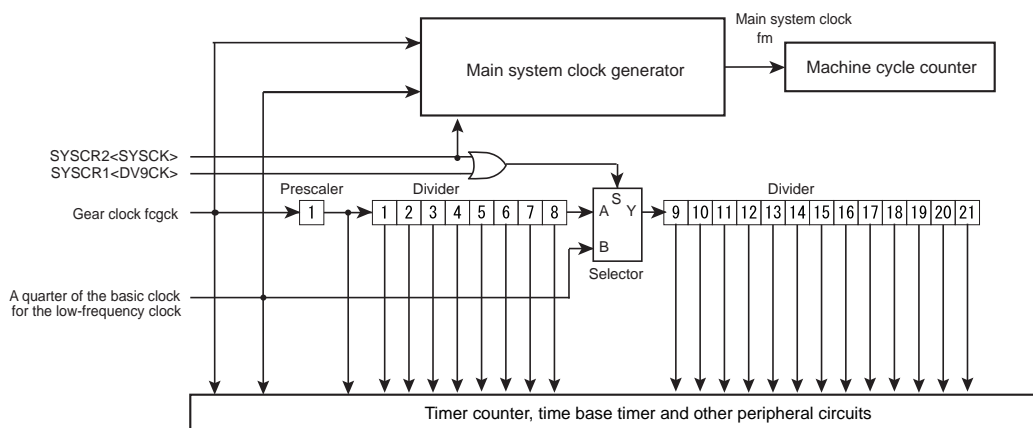 Main system clock
fm
Main system clock generator
Machine cycle counter
SYSCR2<SYSCK>
SYSCR1<DV9CK>
Prescaler
Divider
S
Divider
Gear clock fcgck
1
1 2 3 4 5 6 7 8
A
Y
9 10 11 12 13 14 15 16 17 18 19 20 21
B
Selector
A quarter of the basic clock
for the low-frequency clock
Timer counter, time base timer and other peripheral circuits